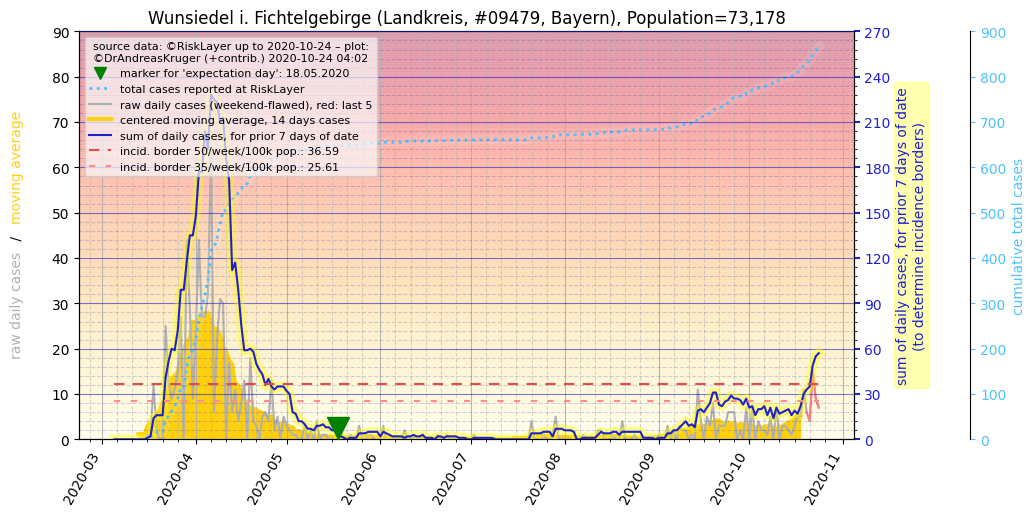 Wunsiedel i. Fichtelgebirge (Landkreis, #09479, Bayern), Population=73,178
source data: ©RiskLayer up to 2020-10-24 – plot:
©DrAndreasKruger (+contrib.) 2020-10-24 04:02
marker for 'expectation day': 18.05.2020
total cases reported at RiskLayer
raw daily cases (weekend-flawed), red: last 5
centered moving average, 14 days cases
sum of daily cases, for prior 7 days of date
incid. border 50/week/100k pop.: 36.59
incid. border 35/week/100k pop.: 25.61
raw daily cases / moving average
90
80
70
60
50
40
30
20
10
0
2020-03
2020-04
2020-05
2020-06
2020-07
2020-08
2020-09
2020-10
2020-11
270
240
210
180
150
120
90
60
30
0
sum of daily cases, for prior 7 days of date
(to determine incidence borders)
900
800
700
600
500
400
300
200
100
0
cumulative total cases